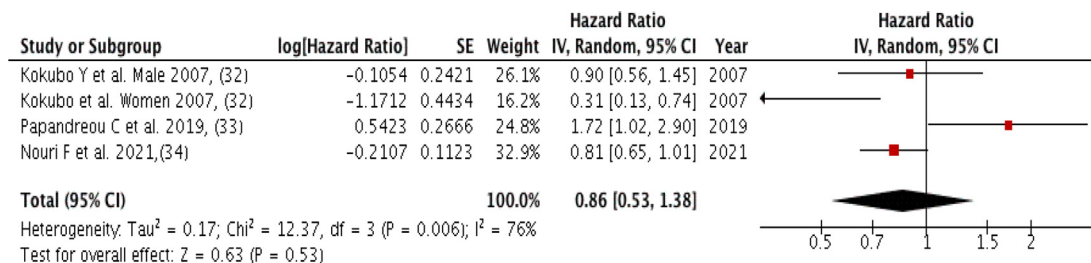 Hazard Ratio Hazard Ratio
Study or Subgroup log[Hazard Ratio] SE Weight IV, Random, 95% CI Year IV, Random, 95% CI
Kokubo Y et al. Male 2007, (32) −0.1054 0.2421 26.1% 0.90 [0.56, 1.45] 2007
Kokubo et al. Women 2007, (32) −1.1712 0.4434 16.2% 0.31 [0.13, 0.74] 2007
Papandreou C et al. 2019, (33) 0.5423 0.2666 24.8% 1.72 [1.02, 2.90] 2019
Nouri F et al. 2021,(34) −0.2107 0.1123 32.9% 0.81 [0.65, 1.01] 2021
Total (95% CI) 100.0% 0.86 [0.53, 1.38]
Heterogeneity: Tau² = 0.17; Chi² = 12.37, df = 3 (P = 0.006); I² = 76%
Test for overall effect: Z = 0.63 (P = 0.53)
0.5 0.7 1 1.5 2